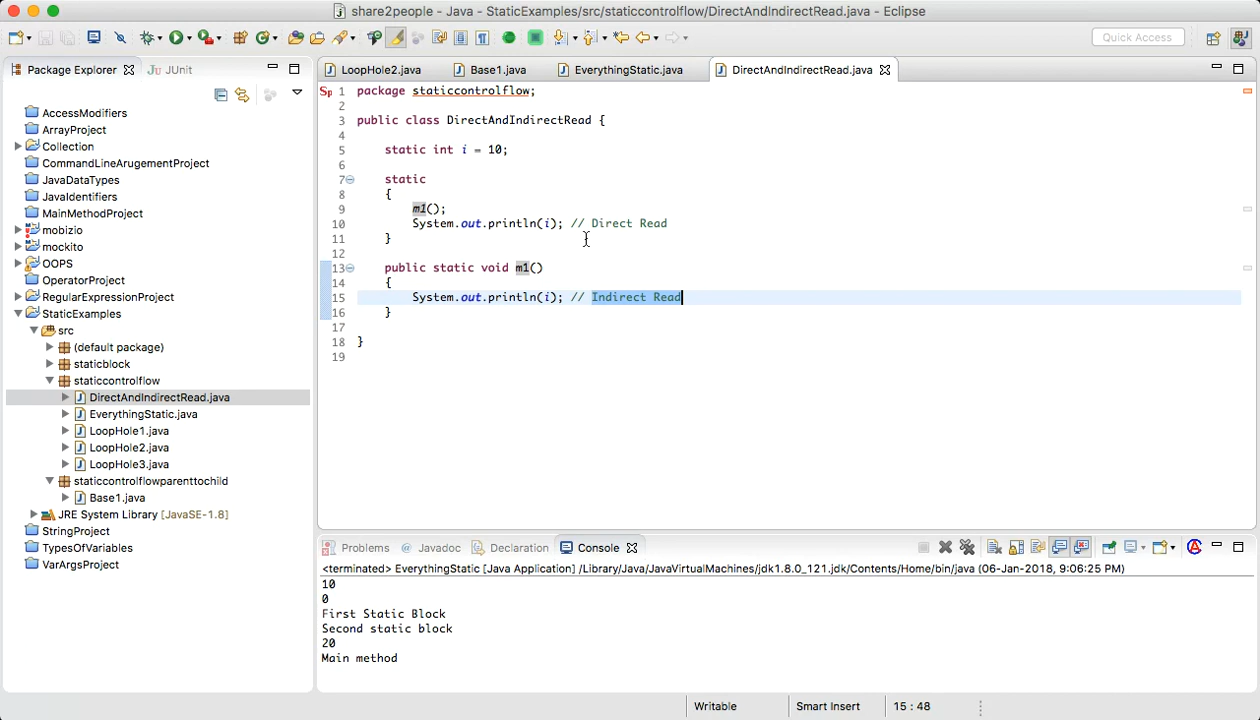 share2people - Java - StaticExamples/src/staticcontrolflow/DirectAndIndirectRead.java - Eclipse
Quick Access
Package Explorer
JUnit
LoopHole2.java
Base1.java
EverythingStatic.java
DirectAndIndirectRead.java
AccessModifiers
ArrayProject
Collection
CommandLineArugementProject
JavaDataTypes
JavaIdentifiers
MainMethodProject
mobizio
mockito
OOPS
OperatorProject
RegularExpressionProject
StaticExamples
src
(default package)
staticblock
staticcontrolflow
DirectAndIndirectRead.java
EverythingStatic.java
LoopHole1.java
LoopHole2.java
LoopHole3.java
staticcontrolflowparenttochild
Base1.java
JRE System Library [JavaSE-1.8]
StringProject
TypesOfVariables
VarArgsProject
1 package staticcontrolflow;
2
3 public class DirectAndIndirectRead {
4
5 static int i = 10;
6
7 static
8 {
9 m1();
10 System.out.println(i); // Direct Read
11 }
12
13 public static void m1()
14 {
15 System.out.println(i); // Indirect Read
16 }
17
18 }
19
Problems
@ Javadoc
Declaration
Console
<terminated> EverythingStatic [Java Application] /Library/Java/JavaVirtualMachines/jdk1.8.0_121.jdk/Contents/Home/bin/java (06-Jan-2018, 9:06:25 PM)
10
0
First Static Block
Second static block
20
Main method
Writable
Smart Insert
15 : 48